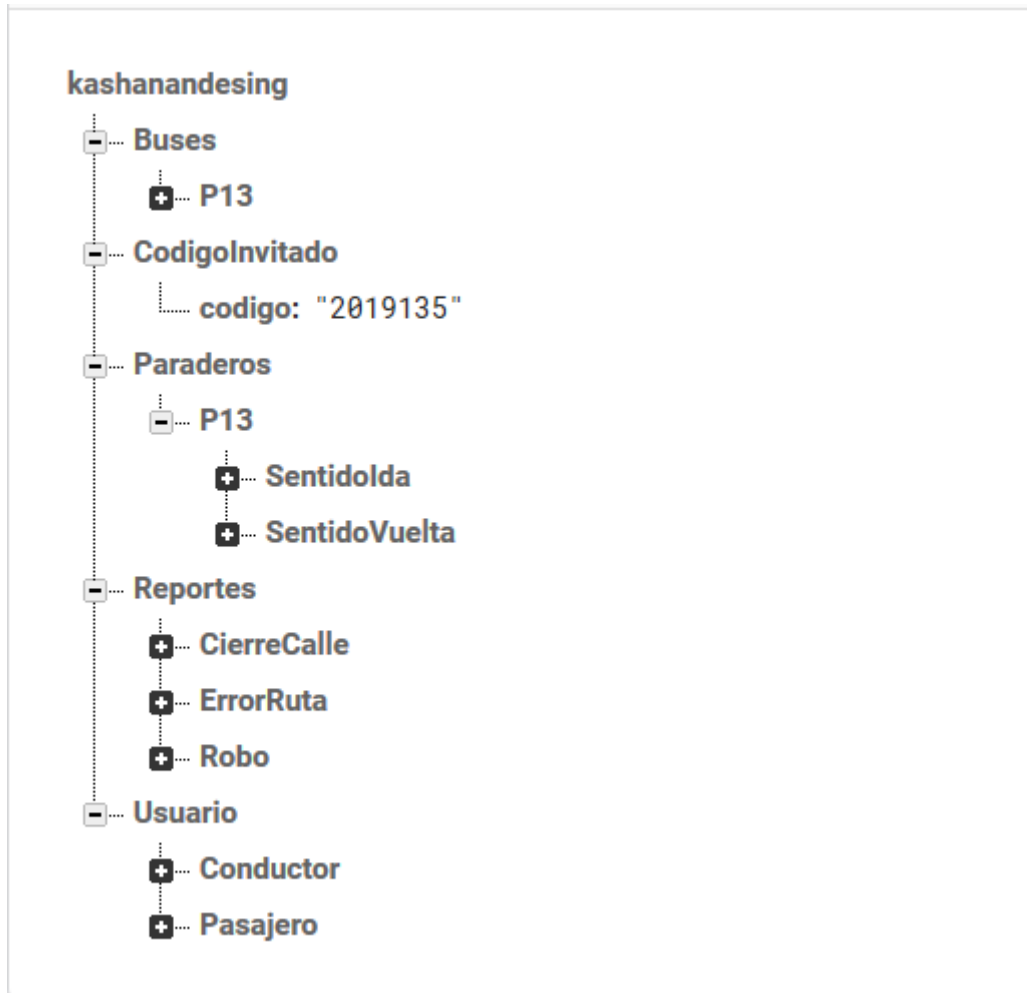 kashanandesing
Buses
P13
CodigoInvitado
codigo: "2019135"
Paraderos
P13
SentidoIda
SentidoVuelta
Reportes
CierreCalle
ErrorRuta
Robo
Usuario
Conductor
Pasajero